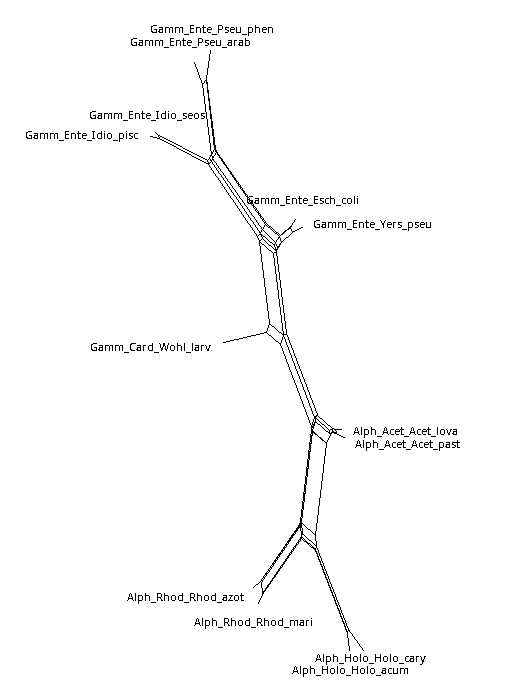 Gamm_Ente_Pseu_phen
Gamm_Ente_Pseu_arab
Gamm_Ente_Idio_seos
Gamm_Ente_Idio_pisc
Gamm_Ente_Esch_coli
Gamm_Ente_Yers_pseu
Gamm_Card_Wohl_larv
Alph_Acet_Acet_lova
Alph_Acet_Acet_past
Alph_Rhod_Rhod_azot
Alph_Rhod_Rhod_mari
Alph_Holo_Holo_cary
Alph_Holo_Holo_acum